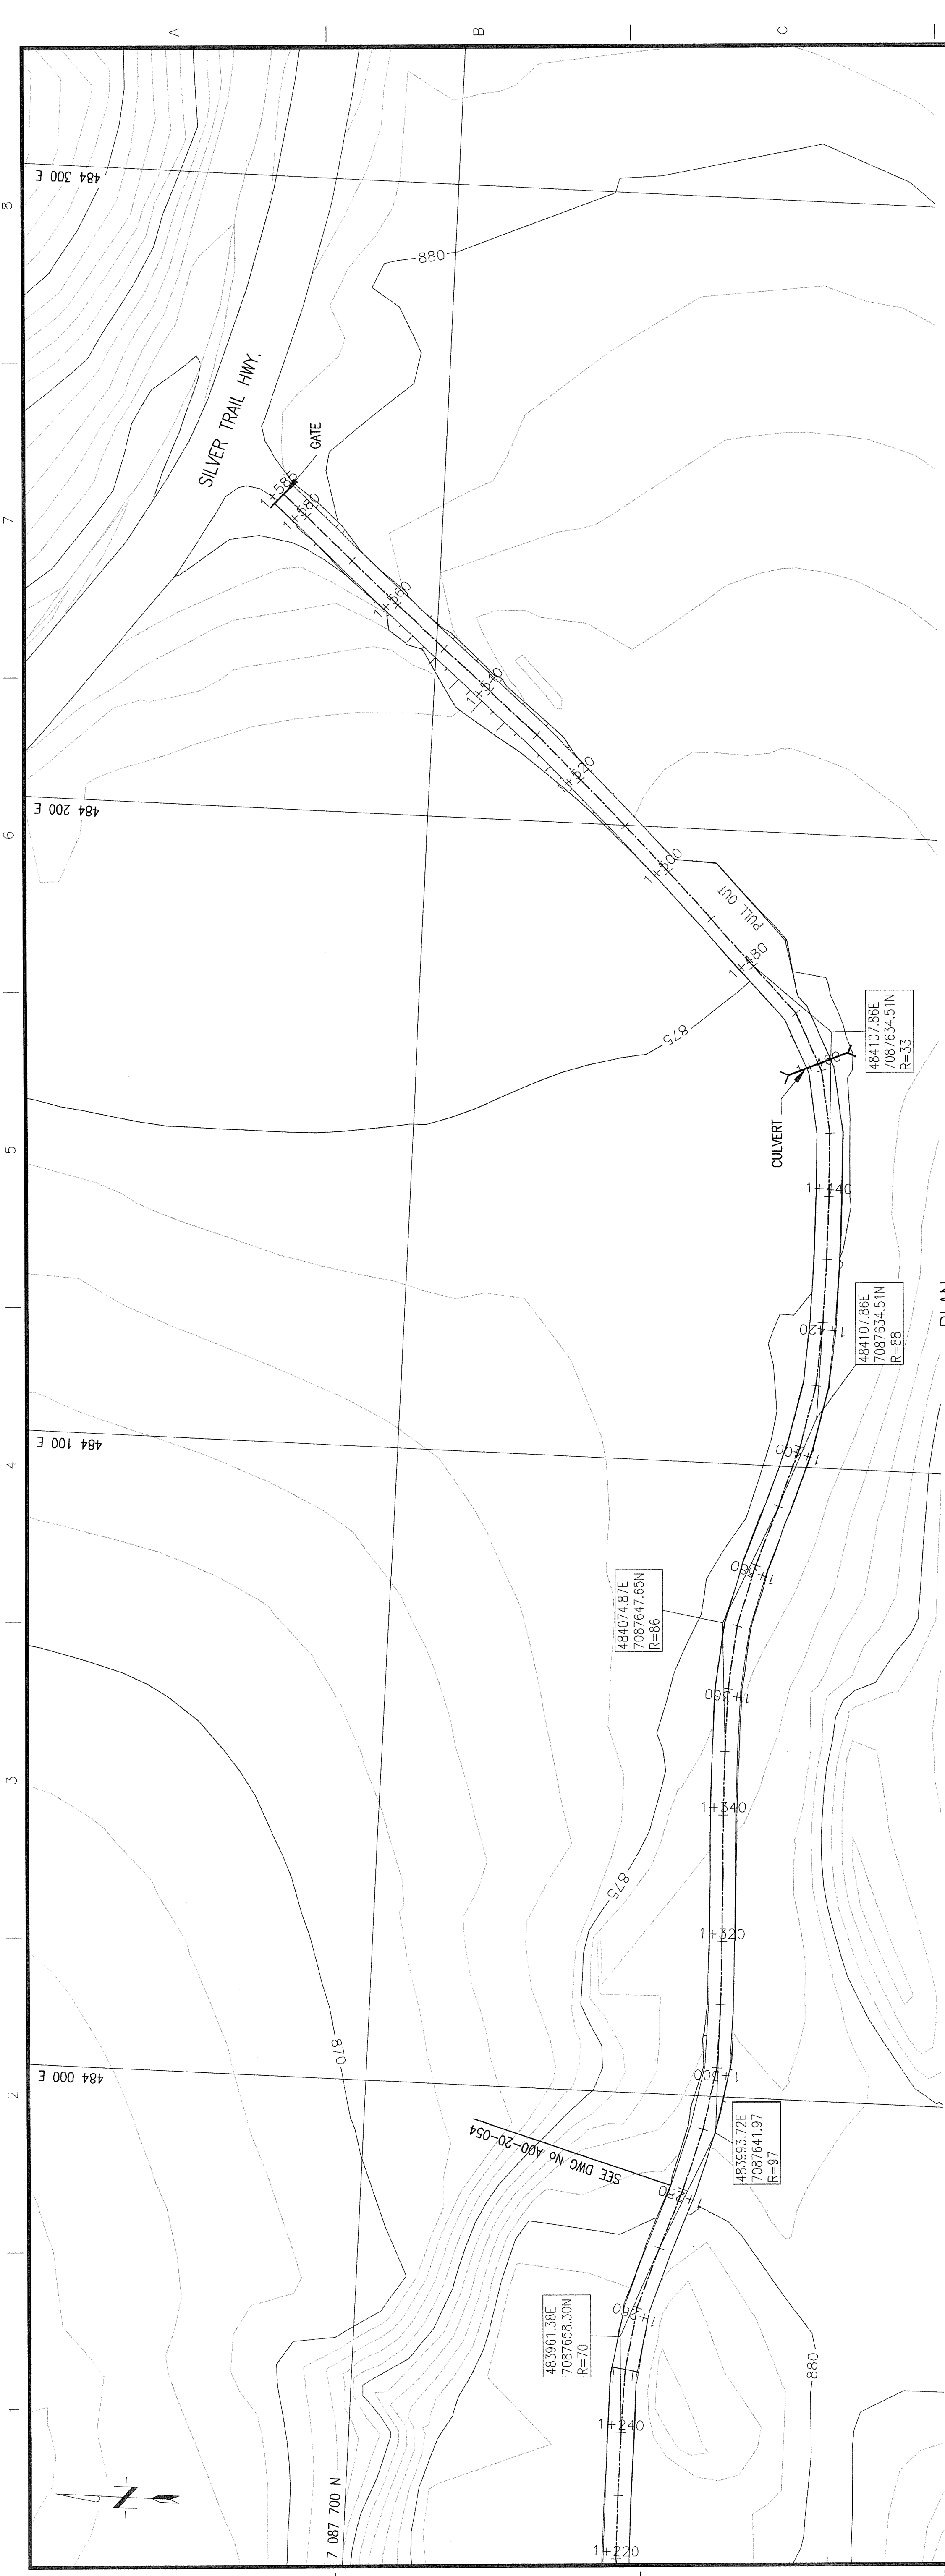 A
B
C
8
484 300 E
880
SILVER TRAIL HWY.
GATE
1+585
1+580
7
1+560
1+540
1+520
484 200 E
6
1+500
PULL OUT
1+480
875
484107.86E
7087634.51N
R=33
1+460
CULVERT
5
1+440
484107.86E
7087634.51N
R=88
1+420
484 100 E
1+400
4
1+380
484074.87E
7087647.65N
R=86
1+360
3
1+340
875
1+320
870
484 000 E
1+300
2
483993.72E
7087641.97
R=97
SEE DWG No A00-20-054
1+280
1+260
483961.38E
7087658.30N
R=70
880
1
1+240
N
7 087 700 N
1+220